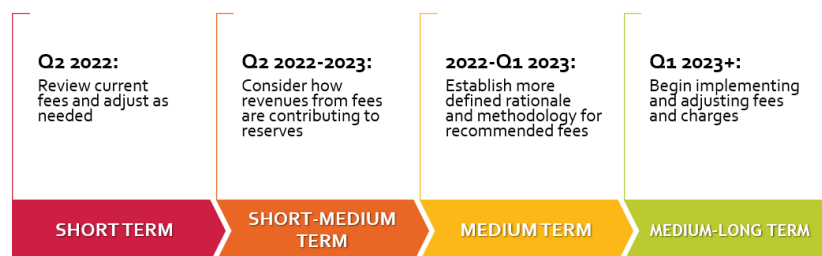 Q2 2022:
Review current
fees and adjust as
needed
Q2 2022-2023:
Consider how
revenues from fees
are contributing to
reserves
2022-Q1 2023:
Establish more
defined rationale
and methodology for
recommended fees
Q1 2023+:
Begin implementing
and adjusting fees
and charges
SHORT TERM
SHORT-MEDIUM
TERM
MEDIUM TERM
MEDIUM-LONG TERM